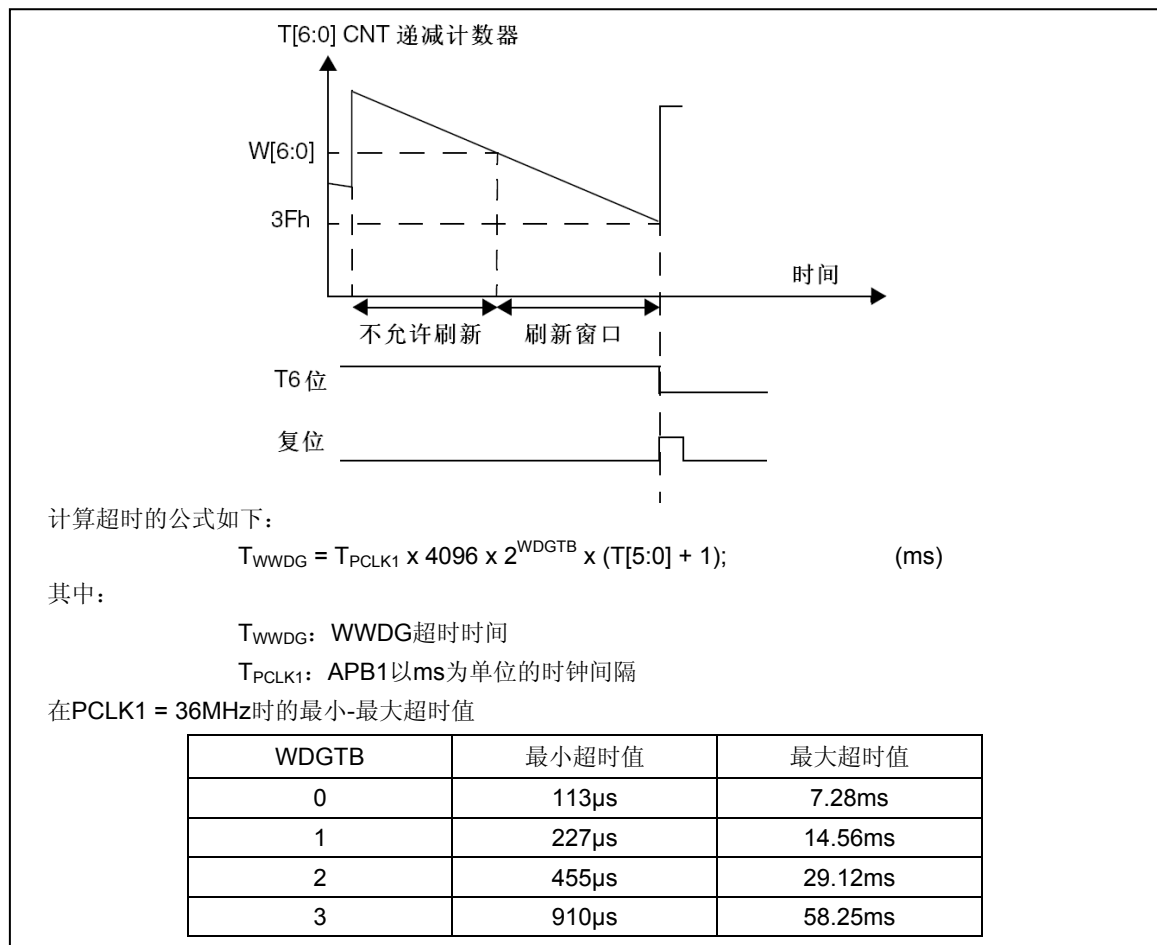 T[6:0] CNT 递减计数器
W[6:0]
3Fh
时间
不允许刷新 刷新窗口
T6位
复位
计算超时的公式如下：
TWWDG = TPCLK1 x 4096 x 2^WDGTB x (T[5:0] + 1); (ms)
其中：
TWWDG：WWDG超时时间
TPCLK1：APB1以ms为单位的时钟间隔
在PCLK1 = 36MHz时的最小-最大超时值
WDGTB 最小超时值 最大超时值
0 113µs 7.28ms
1 227µs 14.56ms
2 455µs 29.12ms
3 910µs 58.25ms